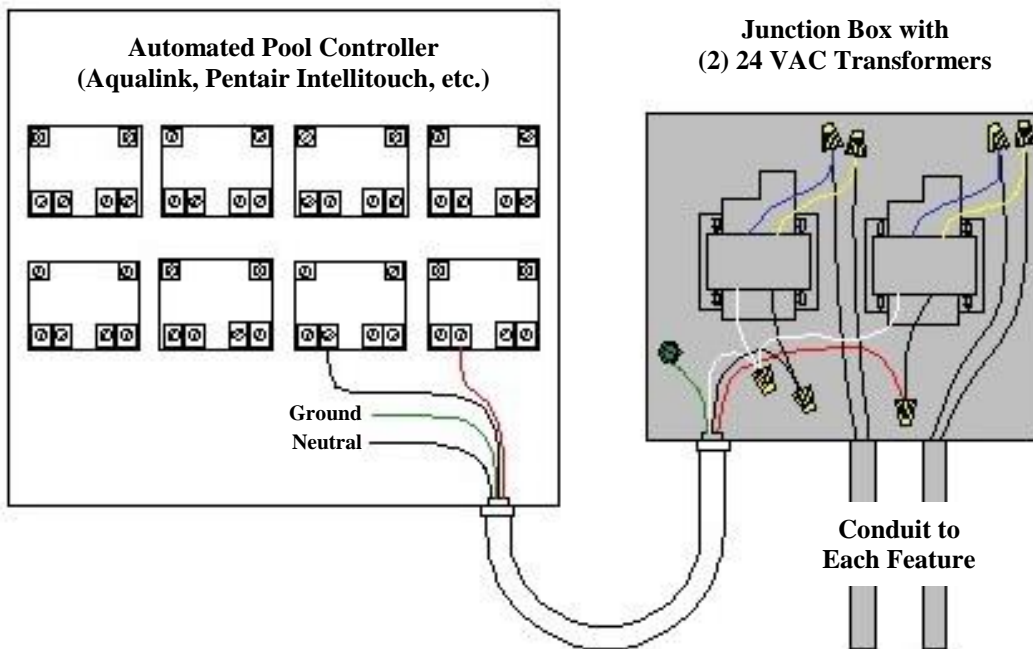 Automated Pool Controller
(Aqualink, Pentair Intellitouch, etc.)
Junction Box with
(2) 24 VAC Transformers
Ground
Neutral
Conduit to
Each Feature